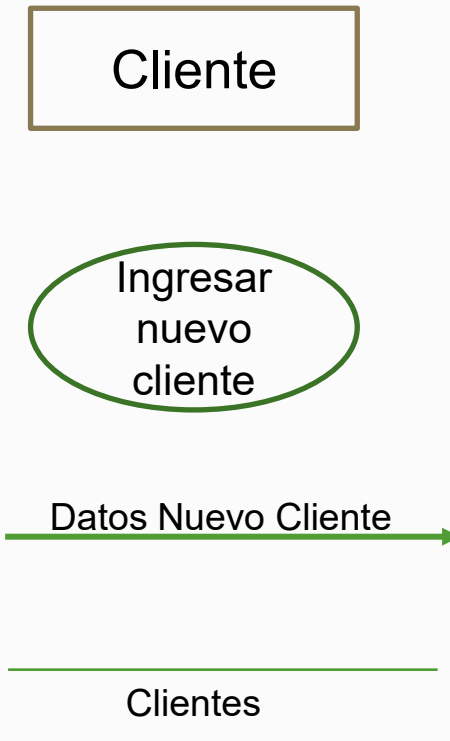 Cliente
Ingresar
nuevo
cliente
Datos Nuevo Cliente
Clientes